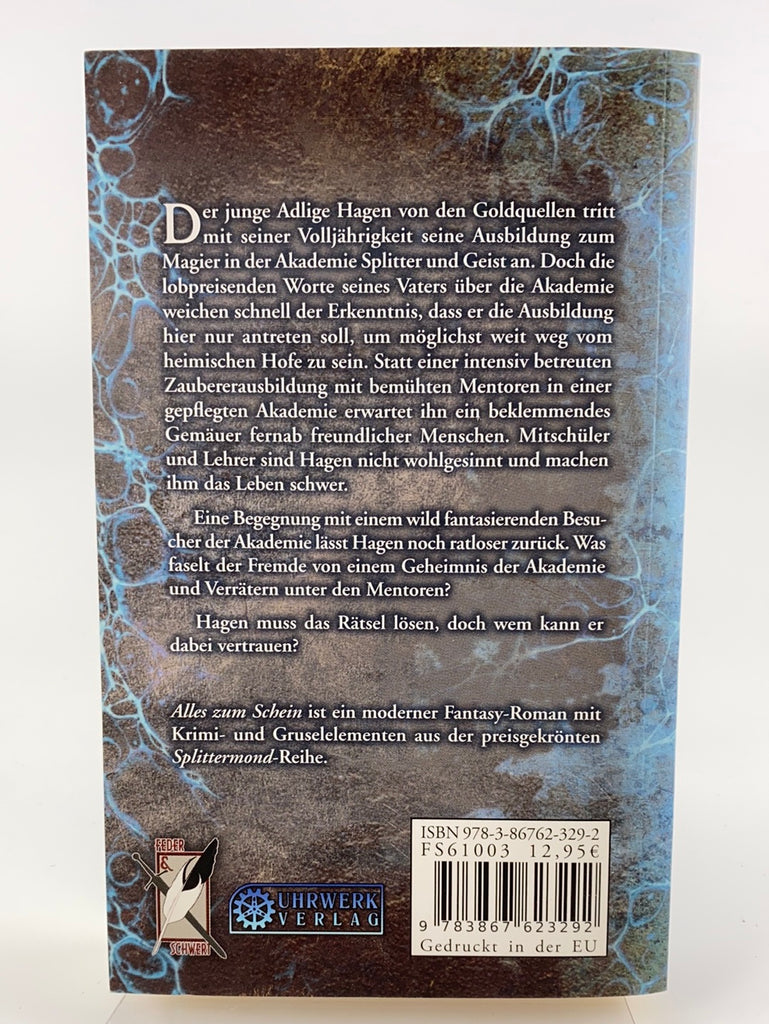 Der junge Adlige Hagen von den Goldquellen tritt
mit seiner Volljährigkeit seine Ausbildung zum
Magier in der Akademie Splitter und Geist an. Doch die
lobpreisenden Worte seines Vaters über die Akademie
weichen schnell der Erkenntnis, dass er die Ausbildung
hier nur antreten soll, um möglichst weit weg vom
heimischen Hofe zu sein. Statt einer intensiv betreuten
Zaubererausbildung mit bemühten Mentoren in einer
gepflegten Akademie erwartet ihn ein beklemmendes
Gemäuer fernab freundlicher Menschen. Mitschüler
und Lehrer sind Hagen nicht wohlgesinnt und machen
ihm das Leben schwer.
Eine Begegnung mit einem wild fantasierenden Besu-
cher der Akademie lässt Hagen noch ratloser zurück. Was
faselt der Fremde von einem Geheimnis der Akademie
und Verrätern unter den Mentoren?
Hagen muss das Rätsel lösen, doch wem kann er
dabei vertrauen?
Alles zum Schein ist ein moderner Fantasy-Roman mit
Krimi- und Gruselelementen aus der preisgekrönten
Splittermond-Reihe.
FEDER
&
SCHWERT
UHRWERK
VERLAG
ISBN 978-3-86762-329-2
FS61003 12,95€
9 783867 623292
Gedruckt in der EU